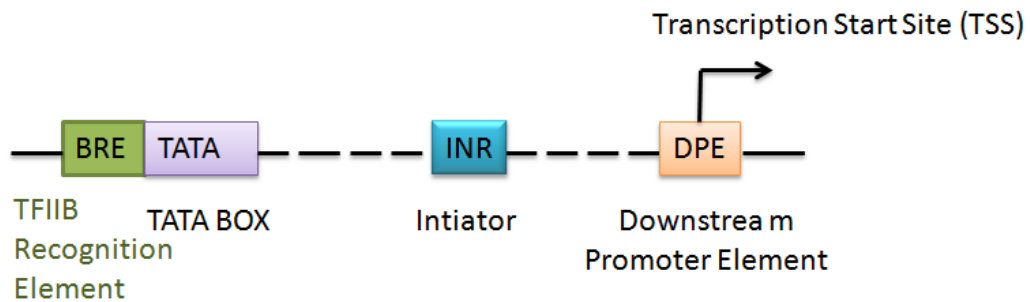 Transcription Start Site (TSS)
BRE TATA INR DPE
TFIIB
Recognition
Element
TATA BOX
Intiator
Downstrea m
Promoter Element